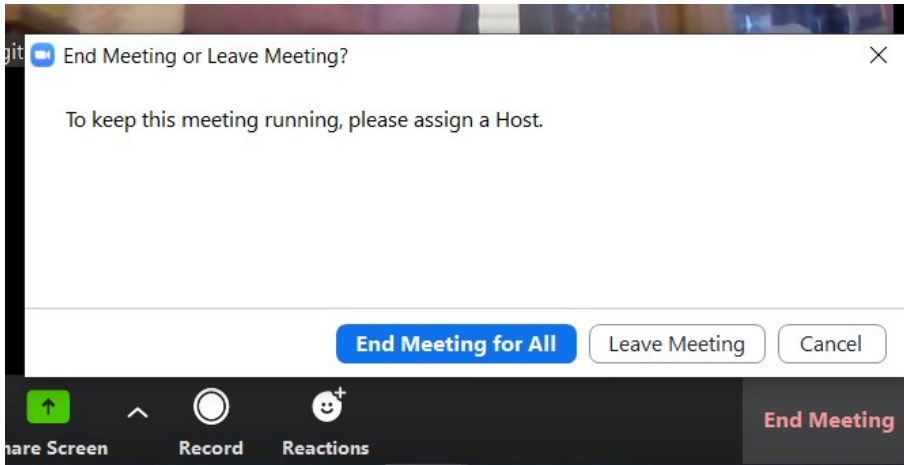 git
End Meeting or Leave Meeting?
To keep this meeting running, please assign a Host.
End Meeting for All Leave Meeting Cancel
hare Screen Record Reactions End Meeting